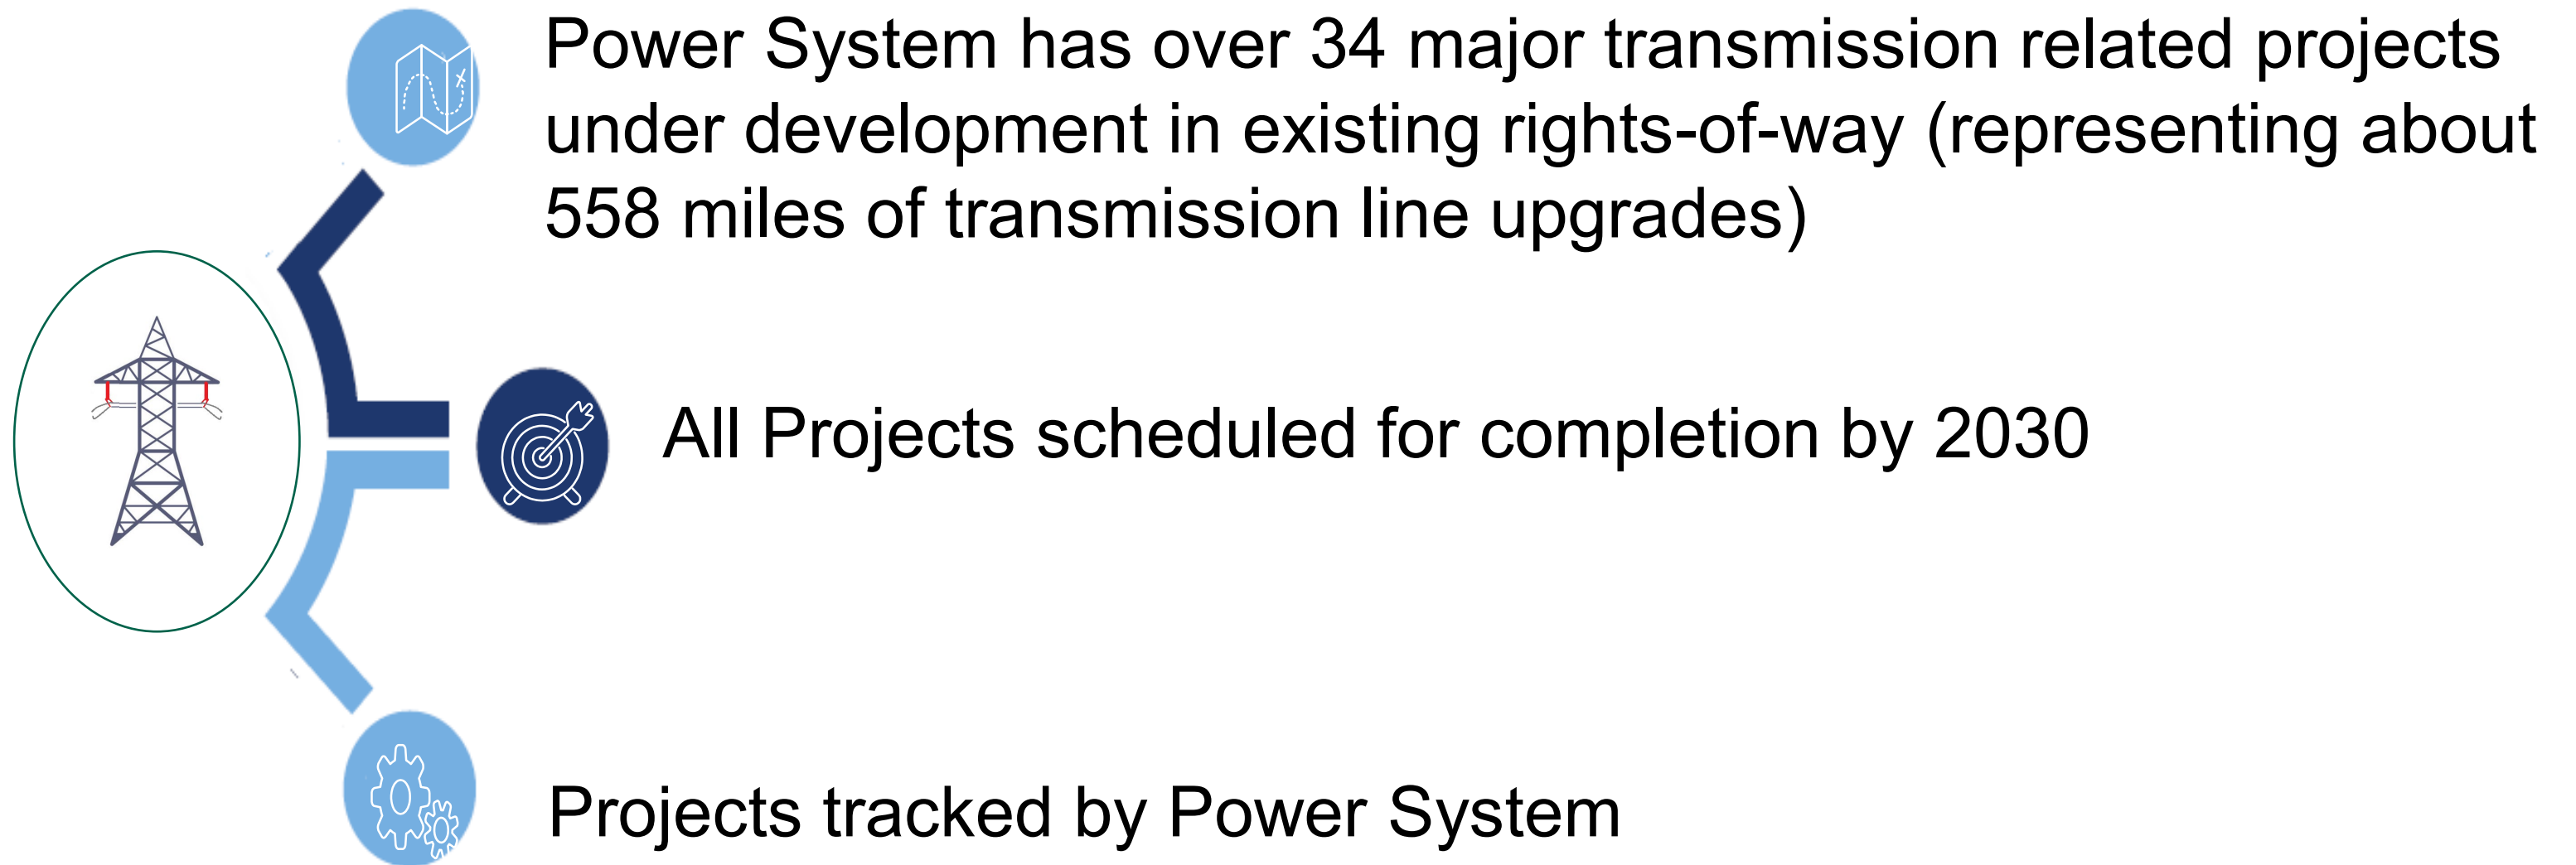 Power System has over 34 major transmission related projects
under development in existing rights-of-way (representing about
558 miles of transmission line upgrades)
All Projects scheduled for completion by 2030
Projects tracked by Power System